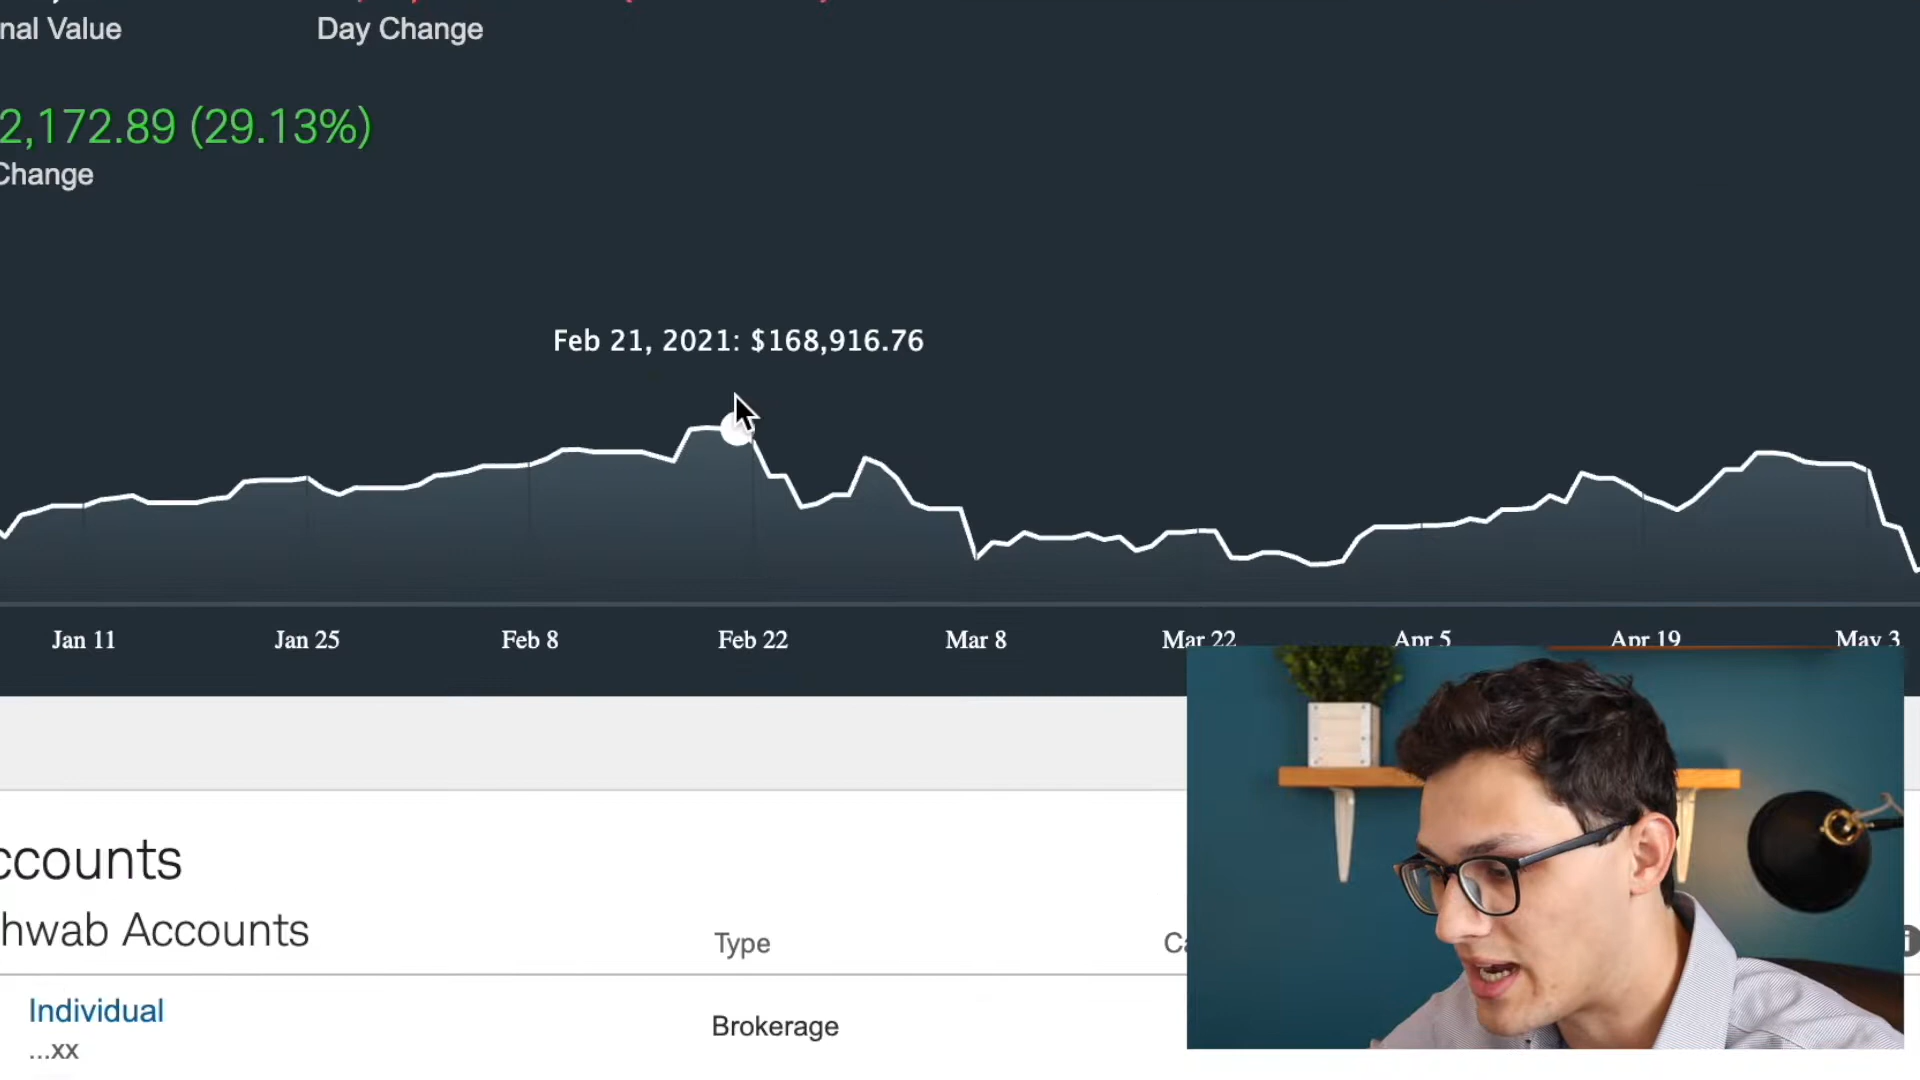 nal Value
Day Change
2,172.89 (29.13%)
Change
Feb 21, 2021: $168,916.76
Jan 11
Jan 25
Feb 8
Feb 22
Mar 8
Mar 22
Apr 5
Apr 19
May 3
ccounts
hwab Accounts
Type
Ca
Individual
...xx
Brokerage